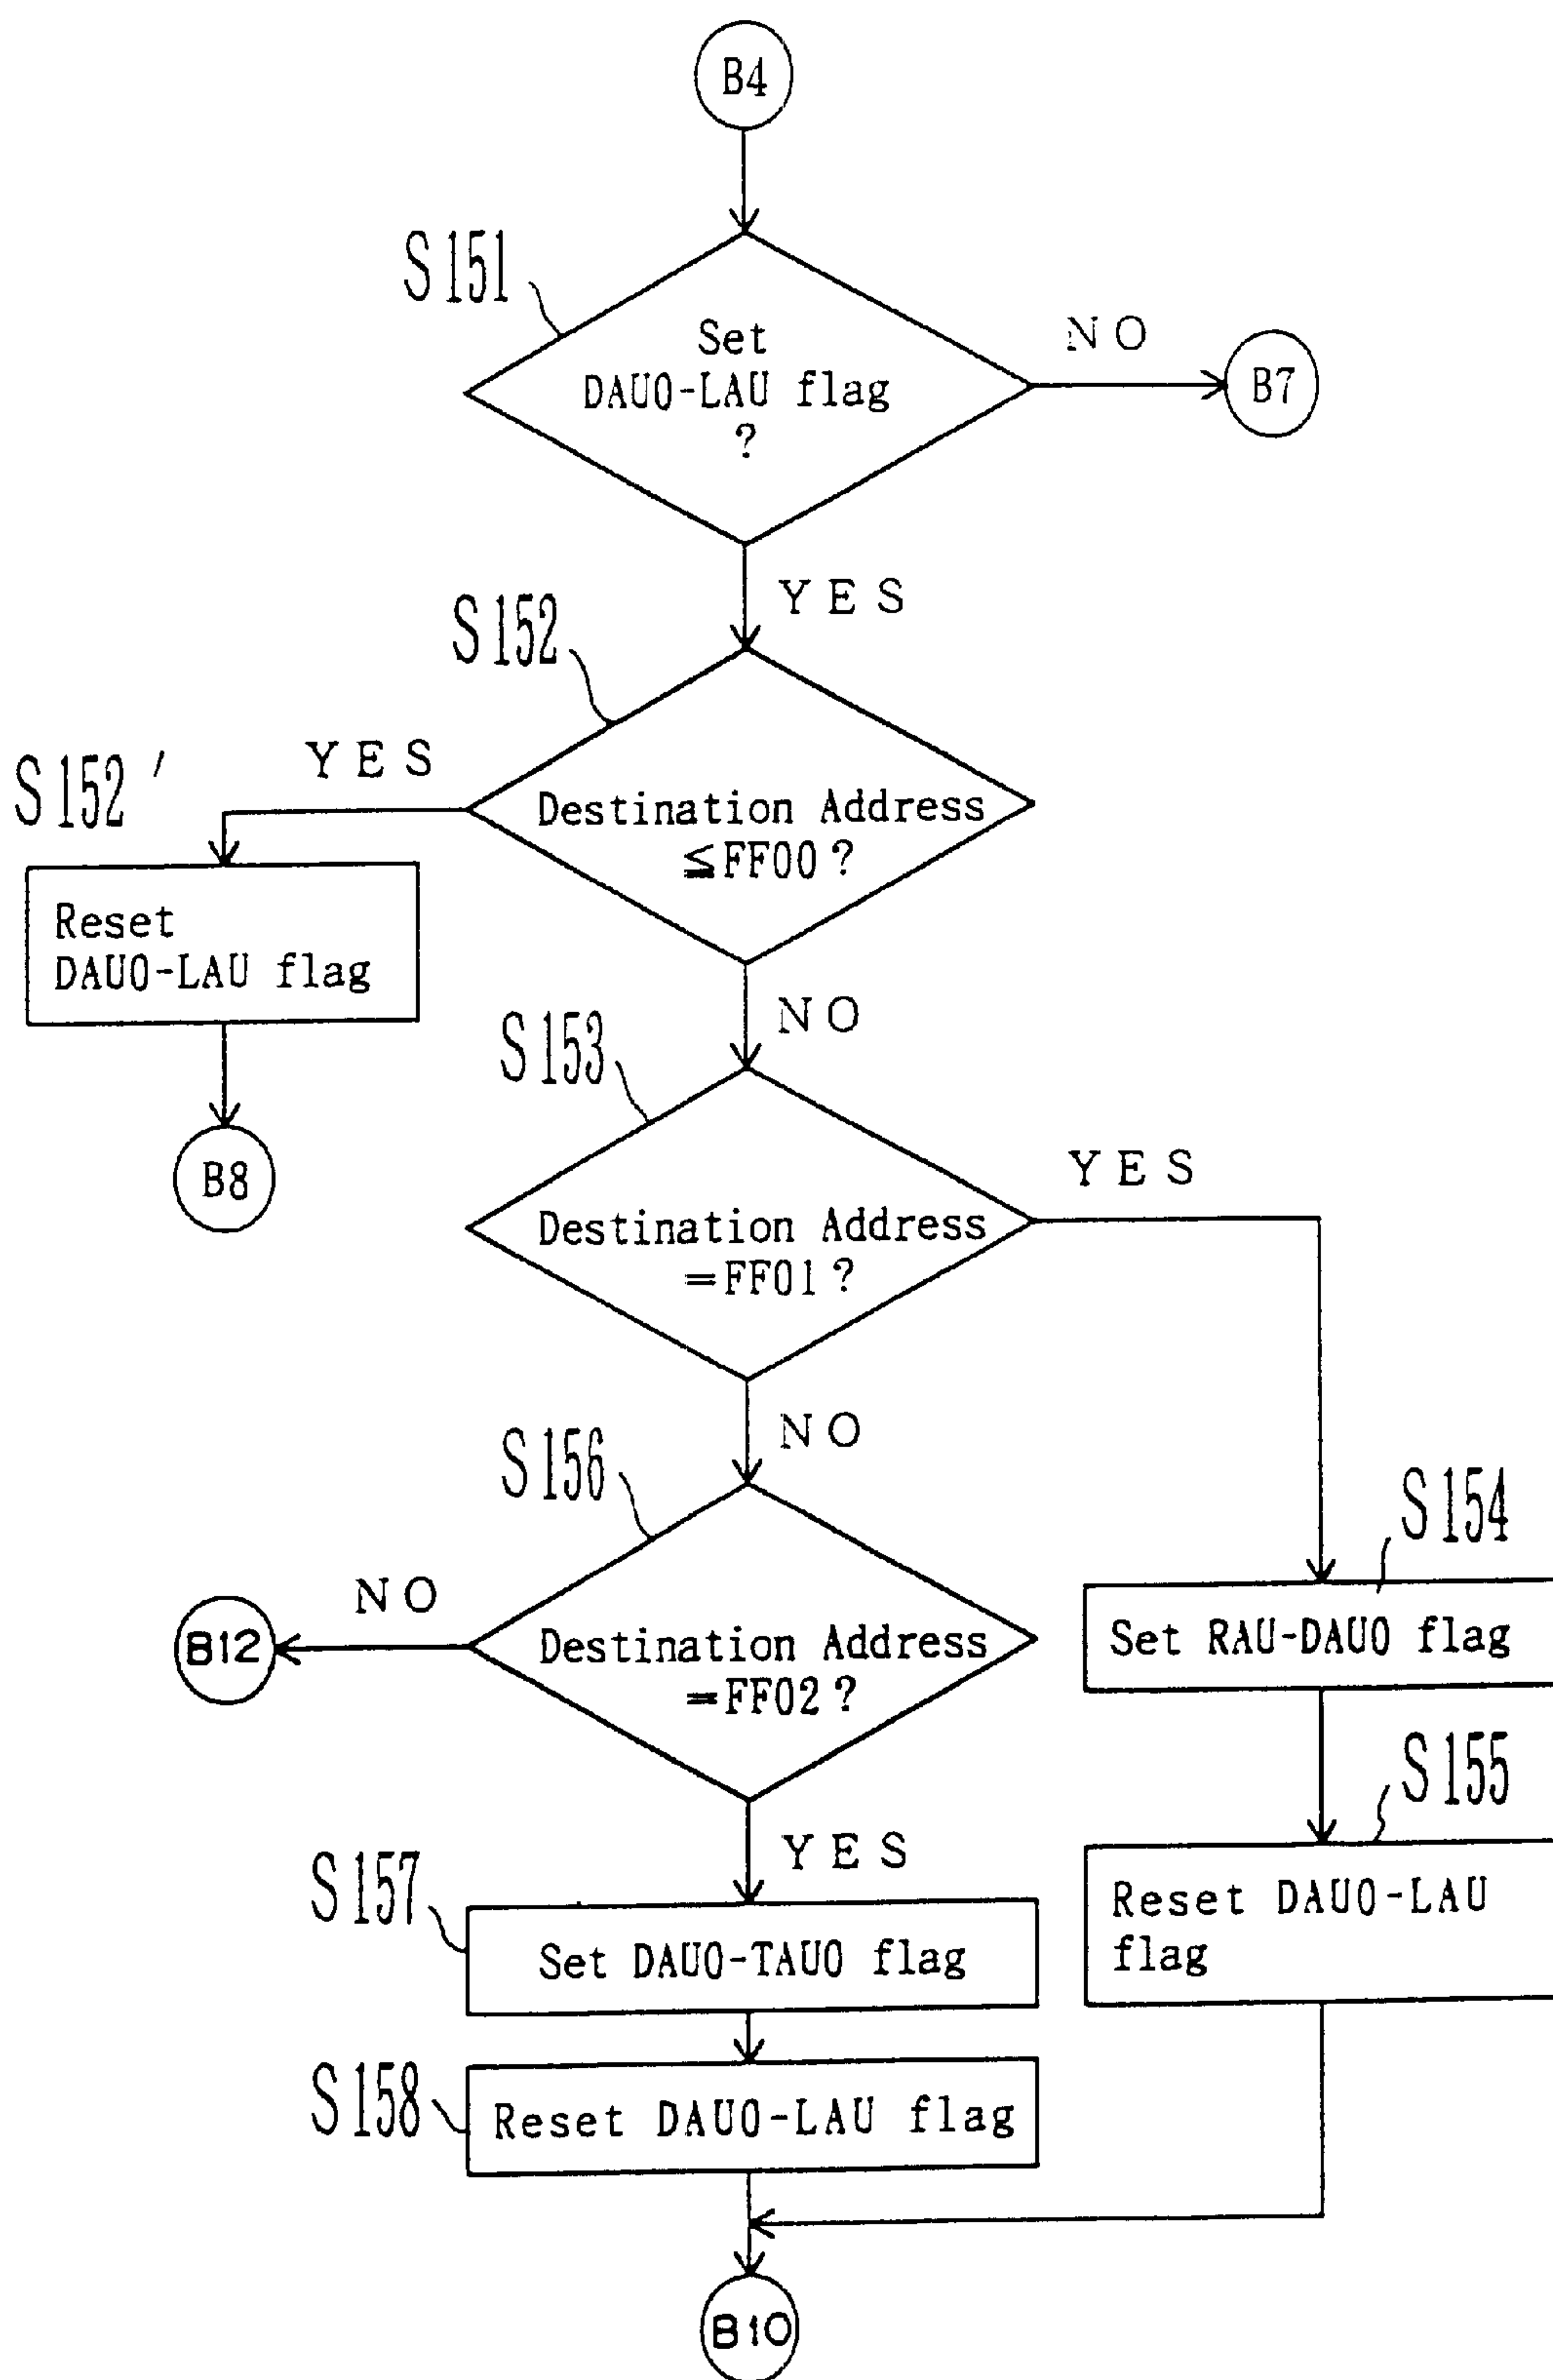 B4
S151
Set
DAU0-LAU flag
?
NO
B7
YES
S152
Destination Address
≦FF00?
YES
S152'
Reset
DAU0-LAU flag
B8
NO
S153
Destination Address
=FF01?
YES
NO
S156
Destination Address
=FF02?
NO
B12
S154
Set RAU-DAU0 flag
S155
Reset DAU0-LAU
flag
YES
S157
Set DAU0-TAU0 flag
S158
Reset DAU0-LAU flag
B10